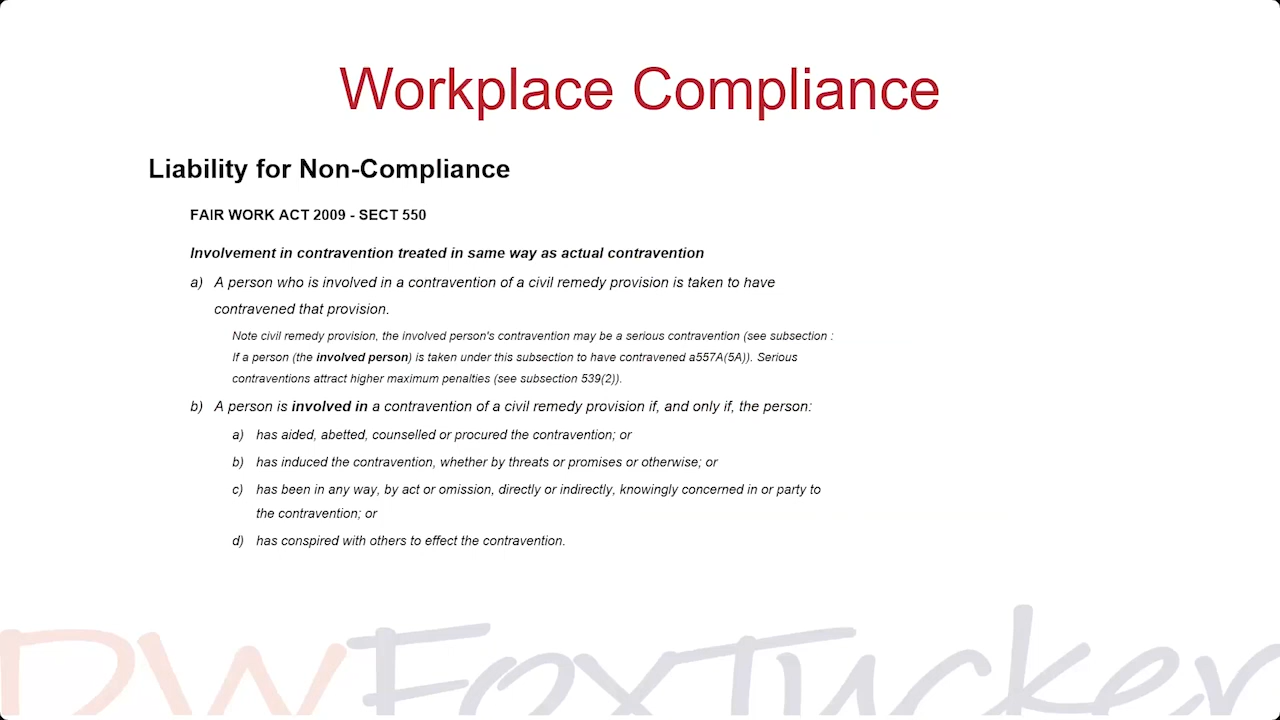 Workplace Compliance
Liability for Non-Compliance
FAIR WORK ACT 2009 - SECT 550
Involvement in contravention treated in same way as actual contravention
a) A person who is involved in a contravention of a civil remedy provision is taken to have
contravened that provision.
Note civil remedy provision, the involved person's contravention may be a serious contravention (see subsection :
If a person (the involved person) is taken under this subsection to have contravened a557A(5A)). Serious
contraventions attract higher maximum penalties (see subsection 539(2)).
b) A person is involved in a contravention of a civil remedy provision if, and only if, the person:
a) has aided, abetted, counselled or procured the contravention; or
b) has induced the contravention, whether by threats or promises or otherwise; or
c) has been in any way, by act or omission, directly or indirectly, knowingly concerned in or party to
the contravention; or
d) has conspired with others to effect the contravention.
DWFoxTucker